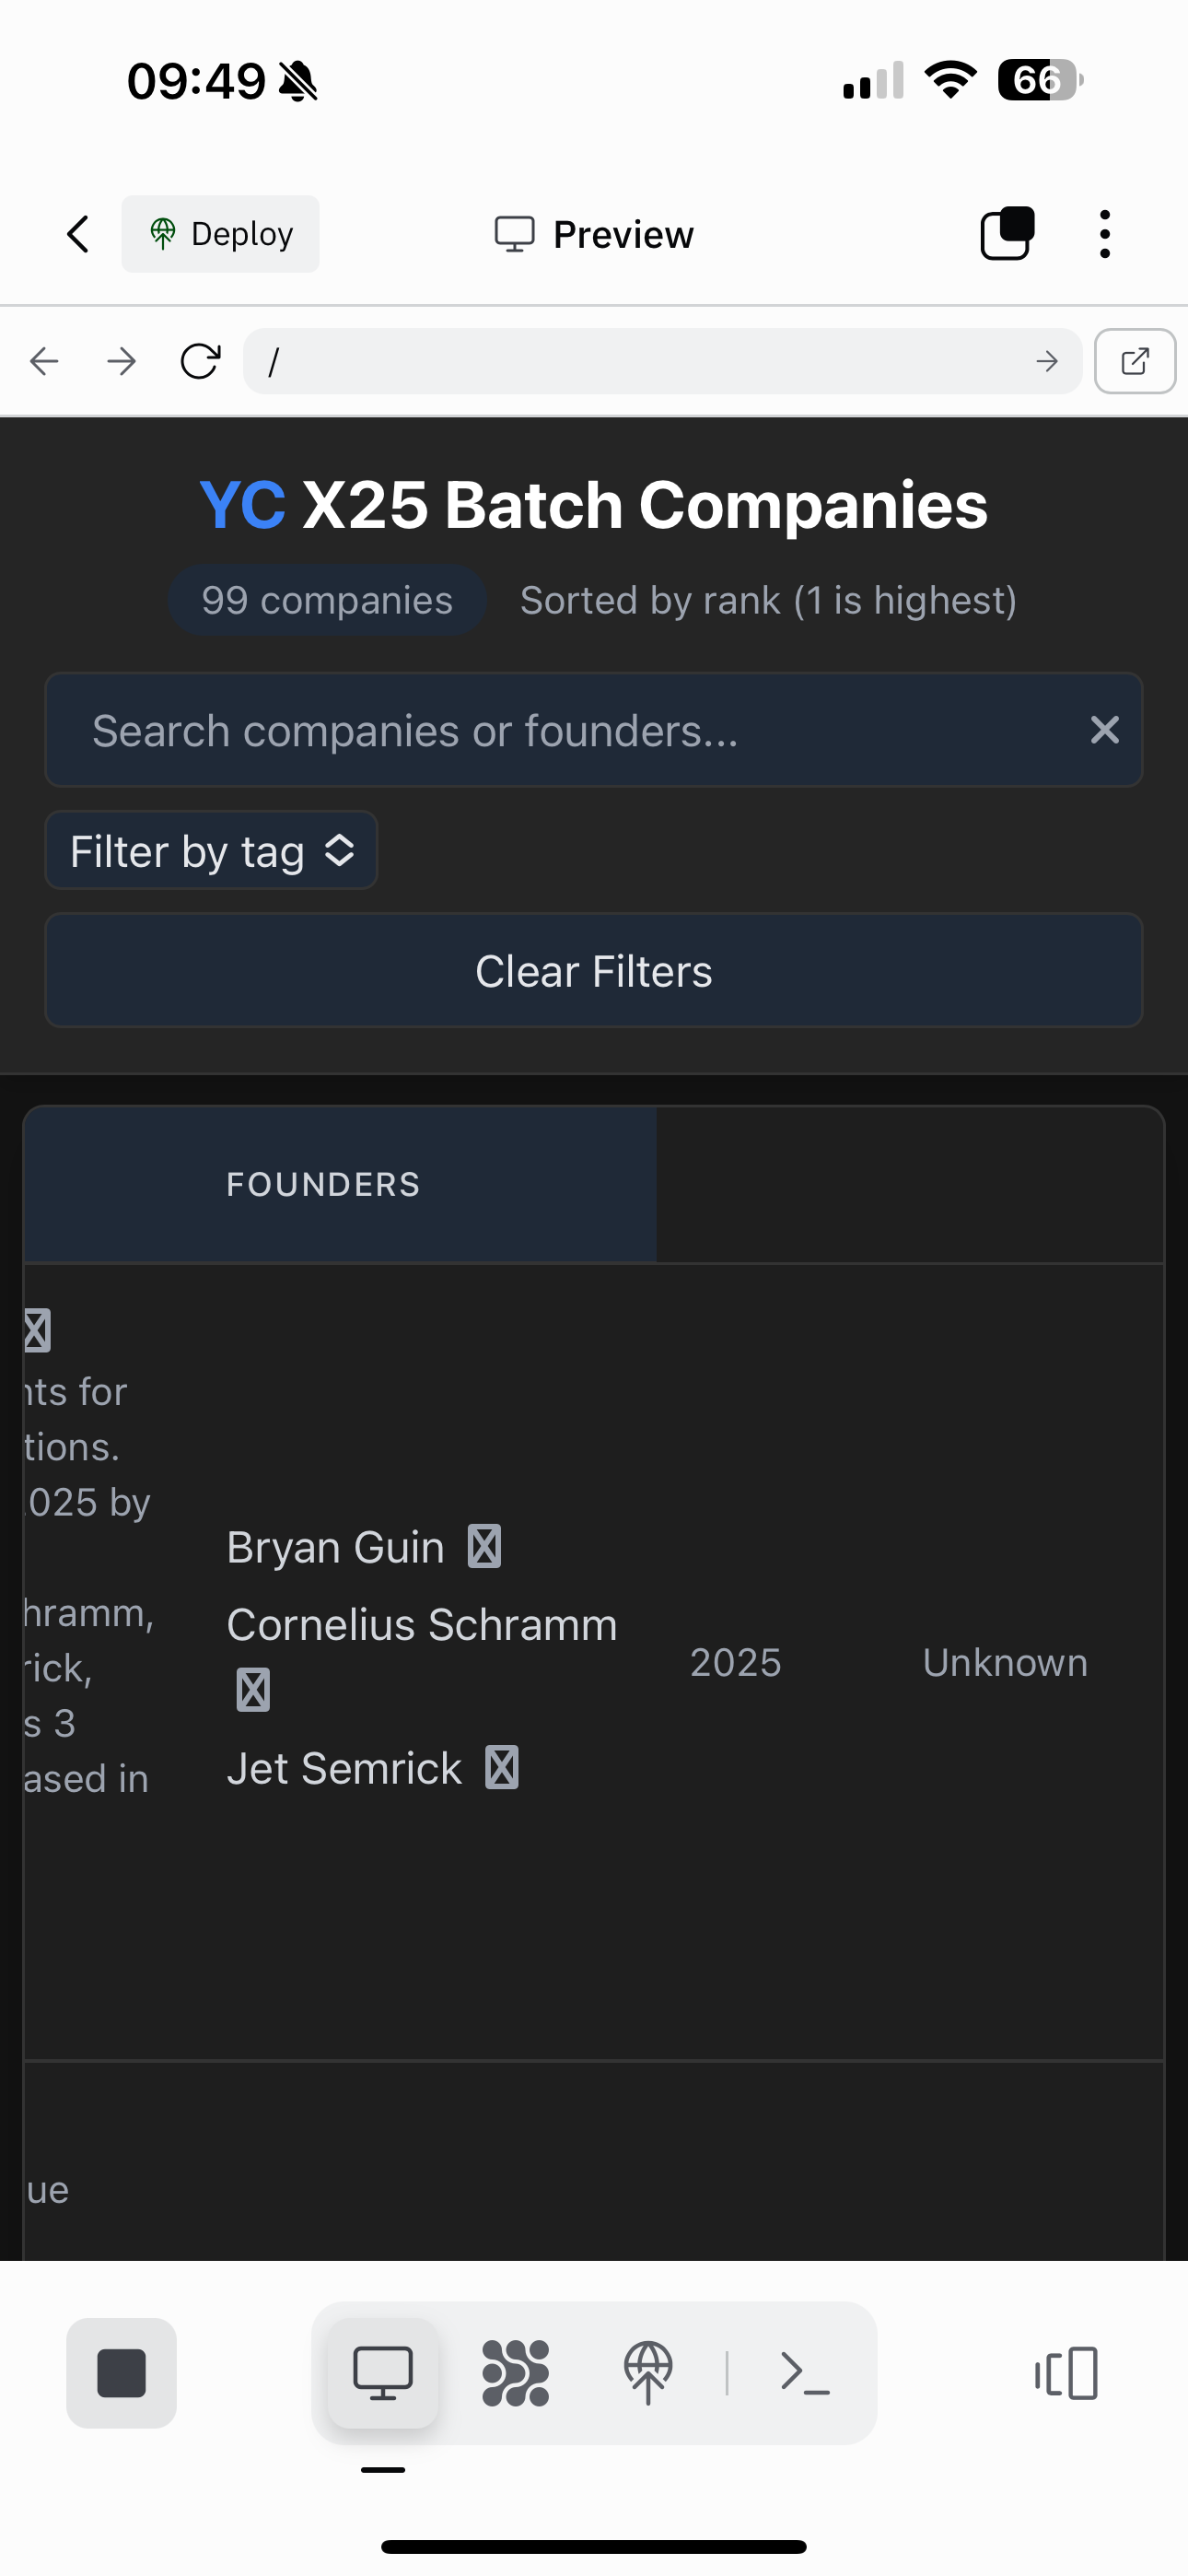 09:49
66
Deploy
Preview
/
YC X25 Batch Companies
99 companies
Sorted by rank (1 is highest)
Search companies or founders...
Filter by tag
Clear Filters
FOUNDERS
nts for
tions.
025 by
hramm,
rick,
s 3
ased in
Bryan Guin
Cornelius Schramm
Jet Semrick
2025
Unknown
ue